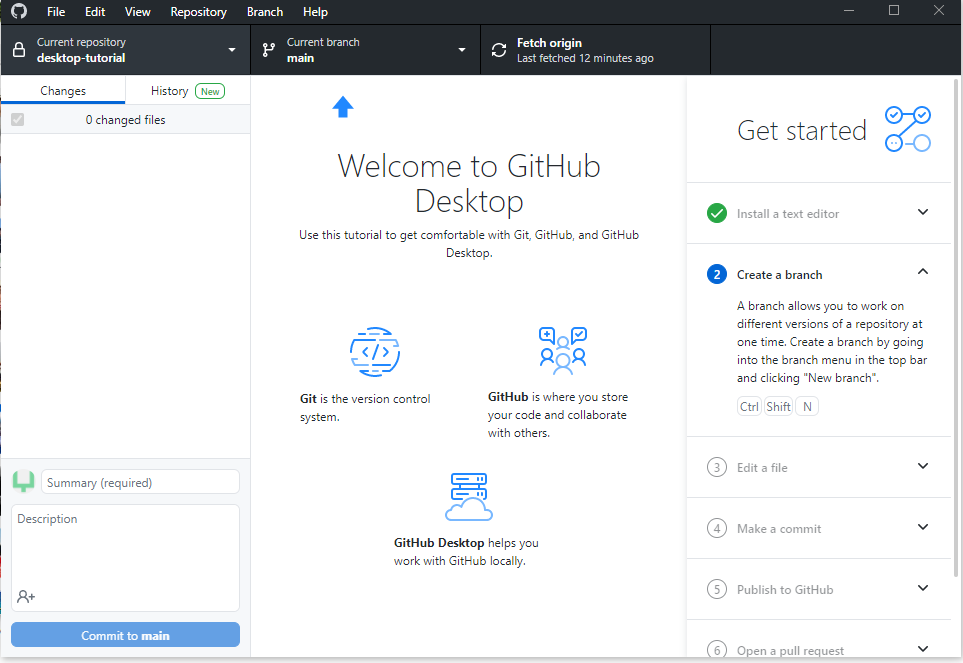 File Edit View Repository Branch Help
Current repository
desktop-tutorial
Current branch
main
Fetch origin
Last fetched 12 minutes ago
Changes
History New
0 changed files
Summary (required)
Description
Commit to main
Welcome to GitHub
Desktop
Use this tutorial to get comfortable with Git, GitHub, and GitHub
Desktop.
Git is the version control
system.
GitHub is where you store
your code and collaborate
with others.
GitHub Desktop helps you
work with GitHub locally.
Get started
Install a text editor
2 Create a branch
A branch allows you to work on
different versions of a repository at
one time. Create a branch by going
into the branch menu in the top bar
and clicking "New branch".
Ctrl Shift N
3 Edit a file
4 Make a commit
5 Publish to GitHub
6 Open a pull request